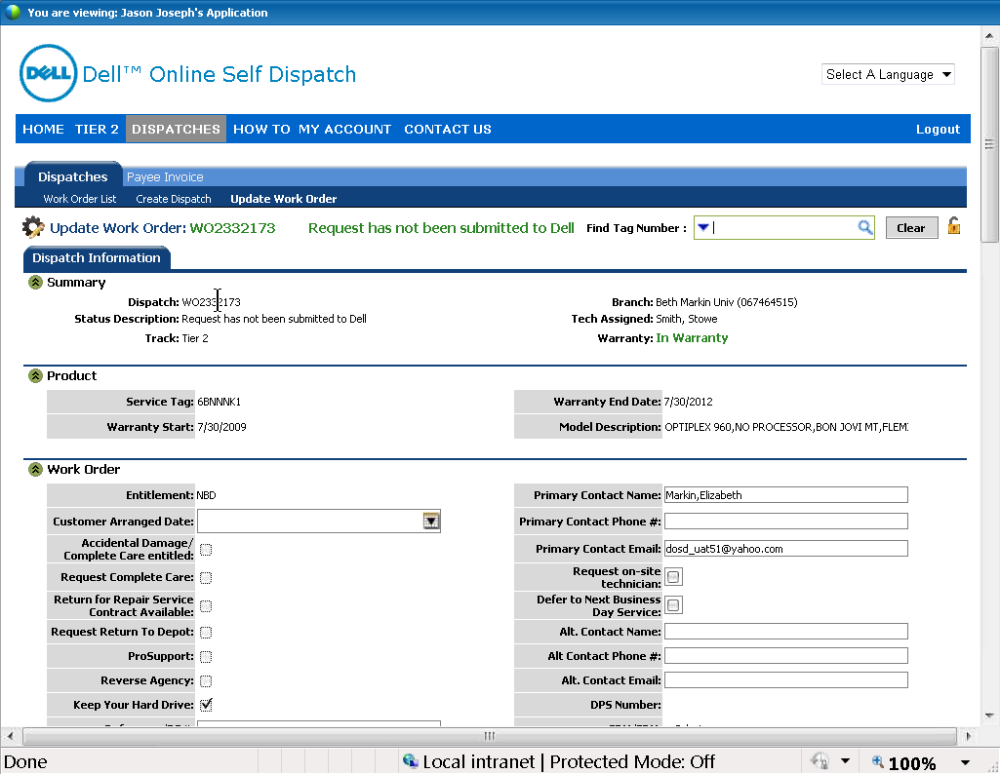 You are viewing: Jason Joseph's Application
DELL Dell™ Online Self Dispatch
Select A Language
HOME TIER 2 DISPATCHES HOW TO MY ACCOUNT CONTACT US Logout
Dispatches Payee Invoice
Work Order List Create Dispatch Update Work Order
Update Work Order: WO2332173 Request has not been submitted to Dell Find Tag Number : Clear
Dispatch Information
Summary
Dispatch: WO2332173 Branch: Beth Markin Univ (067464515)
Status Description: Request has not been submitted to Dell Tech Assigned: Smith, Stowe
Track: Tier 2 Warranty: In Warranty
Product
Service Tag: 6BNNNK1 Warranty End Date: 7/30/2012
Warranty Start: 7/30/2009 Model Description: OPTIPLEX 960,NO PROCESSOR,BON JOVI MT,FLEM
Work Order
Entitlement: NBD Primary Contact Name: Markin,Elizabeth
Customer Arranged Date: Primary Contact Phone #:
Accidental Damage/
Complete Care entitled: Primary Contact Email: dosd_uat51@yahoo.com
Request Complete Care: Request on-site
technician:
Return for Repair Service
Contract Available: Defer to Next Business
Day Service:
Request Return To Depot: Alt. Contact Name:
ProSupport: Alt Contact Phone #:
Reverse Agency: Alt. Contact Email:
Keep Your Hard Drive: DPS Number:
Done Local intranet | Protected Mode: Off 100%